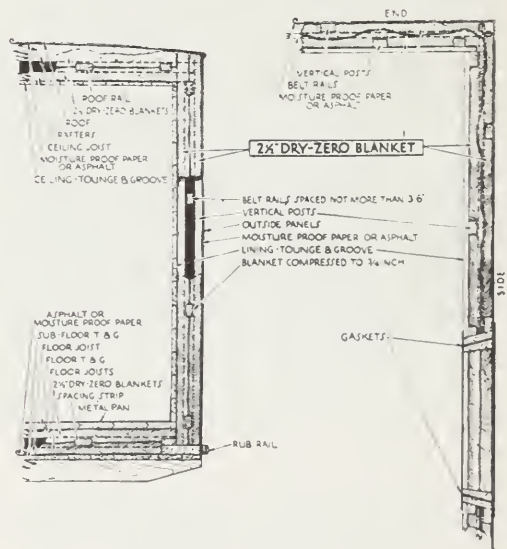 END
VERTICAL POSTS
BELT RAILS
MOISTURE PROOF PAPER
OR ASPHALT
ROOF RAIL
2½" DRY-ZERO BLANKETS
ROOF
RAFTERS
CEILING JOIST
MOISTURE PROOF PAPER
OR ASPHALT
CEILING-TOUNGE & GROOVE
2½" DRY-ZERO BLANKET
BELT RAILS SPACED NOT MORE THAN 3'6"
VERTICAL POSTS
OUTSIDE PANELS
MOISTURE PROOF PAPER OR ASPHALT
LINING-TOUNGE & GROOVE
BLANKET COMPRESSED TO ¾ INCH
SIDE
ASPHALT OR
MOISTURE PROOF PAPER
SUB-FLOOR T & G
FLOOR JOIST
FLOOR T & G
FLOOR JOISTS
2½" DRY-ZERO BLANKETS
SPACING STRIP
METAL PAN
GASKETS
RUB RAIL